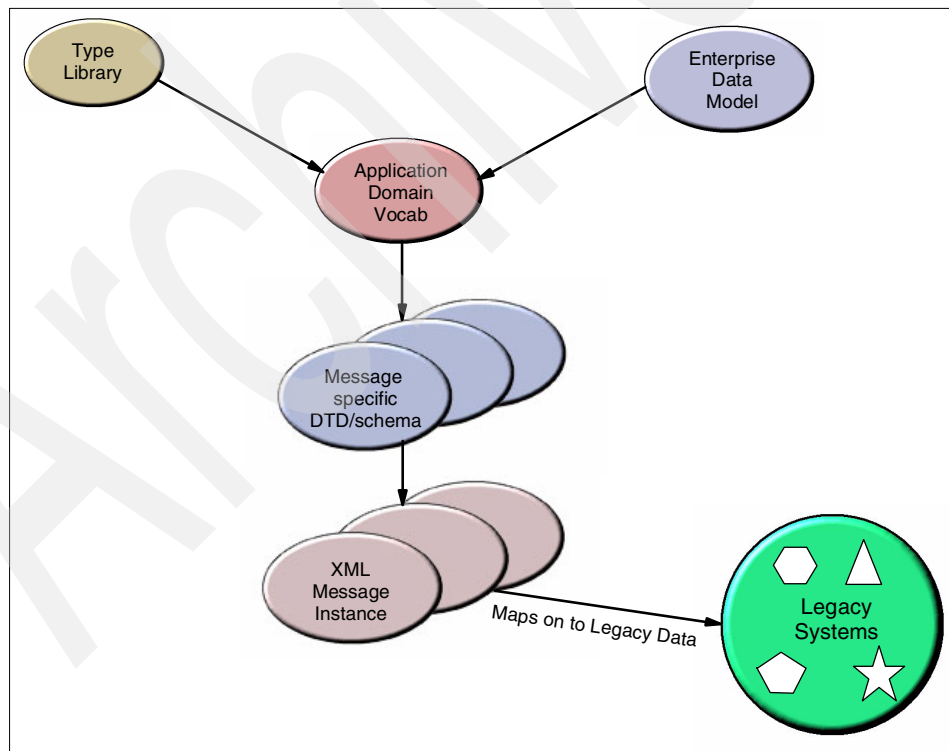 Type
Library
Enterprise
Data
Model
Application
Domain
Vocab
Message
specific
DTD/schema
XML
Message
Instance
Maps on to Legacy Data
Legacy
Systems